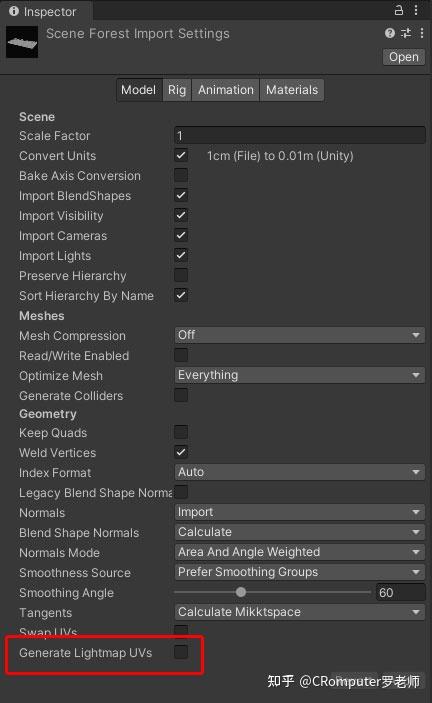 Inspector
Scene Forest Import Settings
Open
Model Rig Animation Materials
Scene
Scale Factor 1
Convert Units 1cm (File) to 0.01m (Unity)
Bake Axis Conversion
Import BlendShapes
Import Visibility
Import Cameras
Import Lights
Preserve Hierarchy
Sort Hierarchy By Name
Meshes
Mesh Compression Off
Read/Write Enabled
Optimize Mesh Everything
Generate Colliders
Geometry
Keep Quads
Weld Vertices
Index Format Auto
Legacy Blend Shape Norma
Normals Import
Blend Shape Normals Calculate
Normals Mode Area And Angle Weighted
Smoothness Source Prefer Smoothing Groups
Smoothing Angle 60
Tangents Calculate Mikktspace
Swap UVs
Generate Lightmap UVs
知乎 @CRomputer罗老师